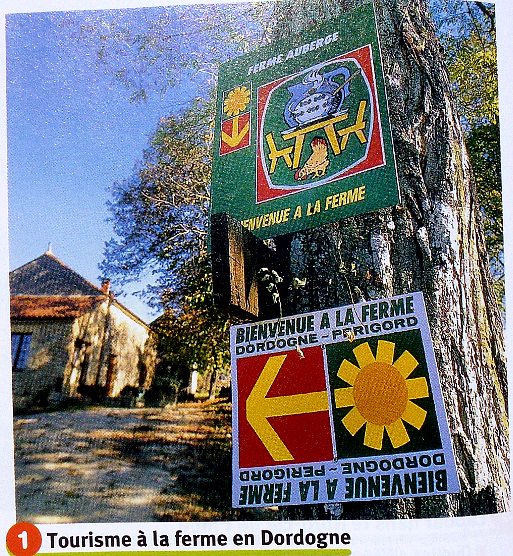 FERME AUBERGE
BIENVENUE A LA FERME
BIENVENUE A LA FERME
DORDOGNE - PERIGORD
DORDOGNE - PERIGORD
BIENVENUE A LA FERME
1 Tourisme à la ferme en Dordogne